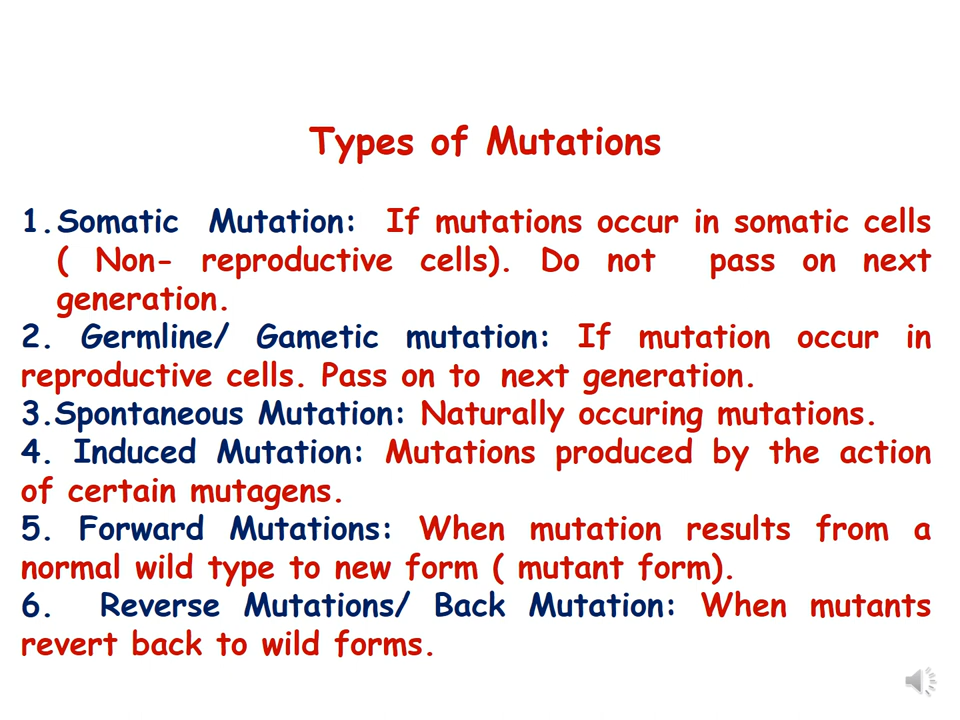 Types of Mutations
1. Somatic Mutation: If mutations occur in somatic cells
( Non- reproductive cells). Do not pass on next
generation.
2. Germline/ Gametic mutation: If mutation occur in
reproductive cells. Pass on to next generation.
3.Spontaneous Mutation: Naturally occuring mutations.
4. Induced Mutation: Mutations produced by the action
of certain mutagens.
5. Forward Mutations: When mutation results from a
normal wild type to new form ( mutant form).
6. Reverse Mutations/ Back Mutation: When mutants
revert back to wild forms.